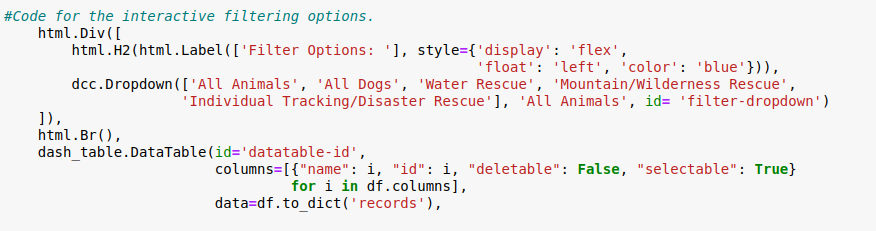 #Code for the interactive filtering options.
    html.Div([
        html.H2(html.Label(['Filter Options: '], style={'display': 'flex',
                                                        'float': 'left', 'color': 'blue'})),
        dcc.Dropdown(['All Animals', 'All Dogs', 'Water Rescue', 'Mountain/Wilderness Rescue',
                     'Individual Tracking/Disaster Rescue'], 'All Animals', id= 'filter-dropdown')
    ]),
    html.Br(),
    dash_table.DataTable(id='datatable-id',
                         columns=[{"name": i, "id": i, "deletable": False, "selectable": True}
                                  for i in df.columns],
                         data=df.to_dict('records'),